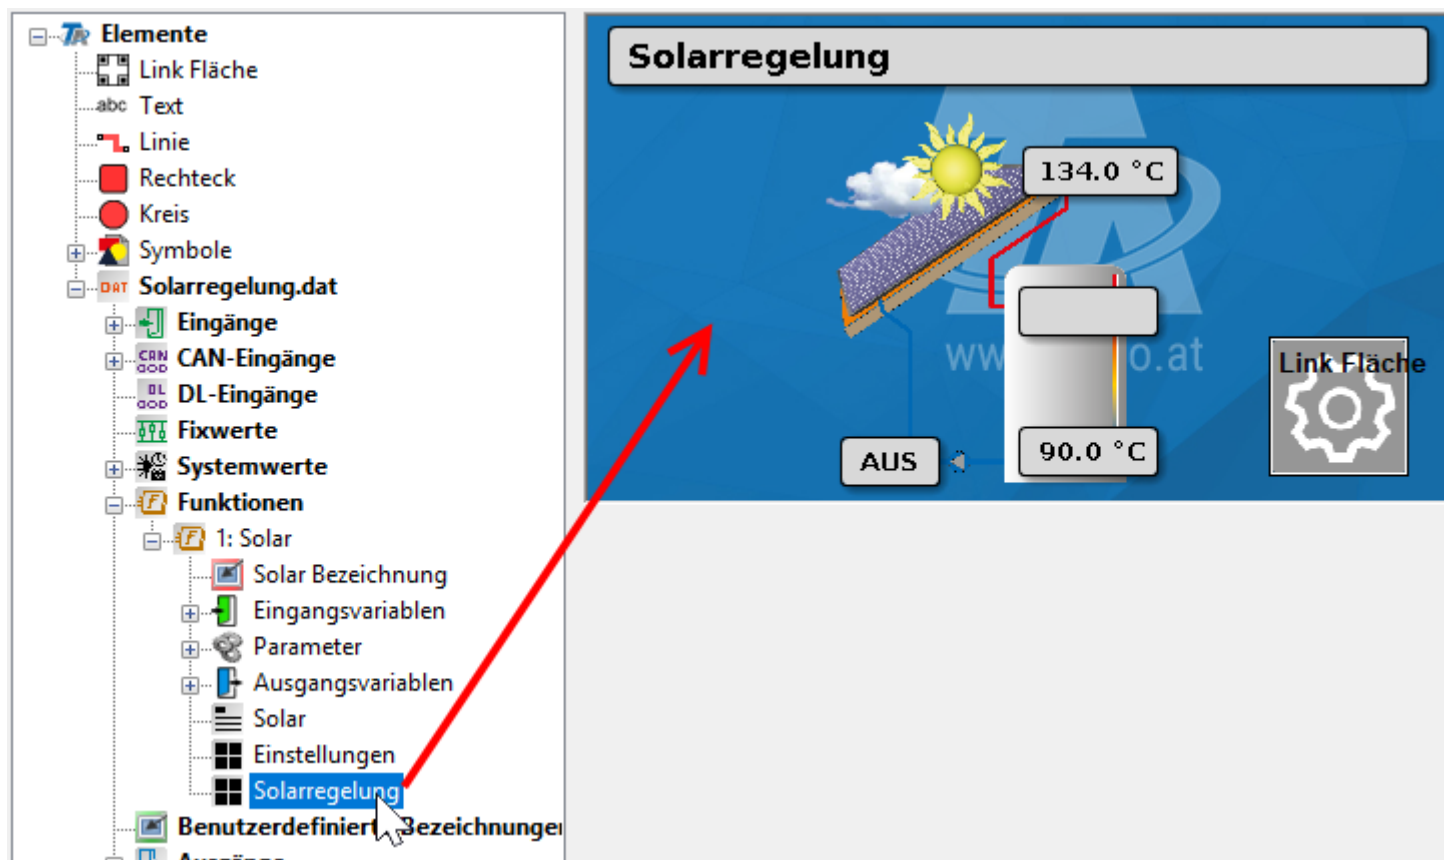 Elemente
Link Fläche
abc Text
Linie
Rechteck
Kreis
Symbole
DAT Solarregelung.dat
Eingänge
CAN CAN-Eingänge
DL DL-Eingänge
Fixwerte
Systemwerte
Funktionen
1: Solar
Solar Bezeichnung
Eingangsvariablen
Parameter
Ausgangsvariablen
Solar
Einstellungen
Solarregelung
Solarregelung
134.0 °C
Link Fläche
AUS
90.0 °C